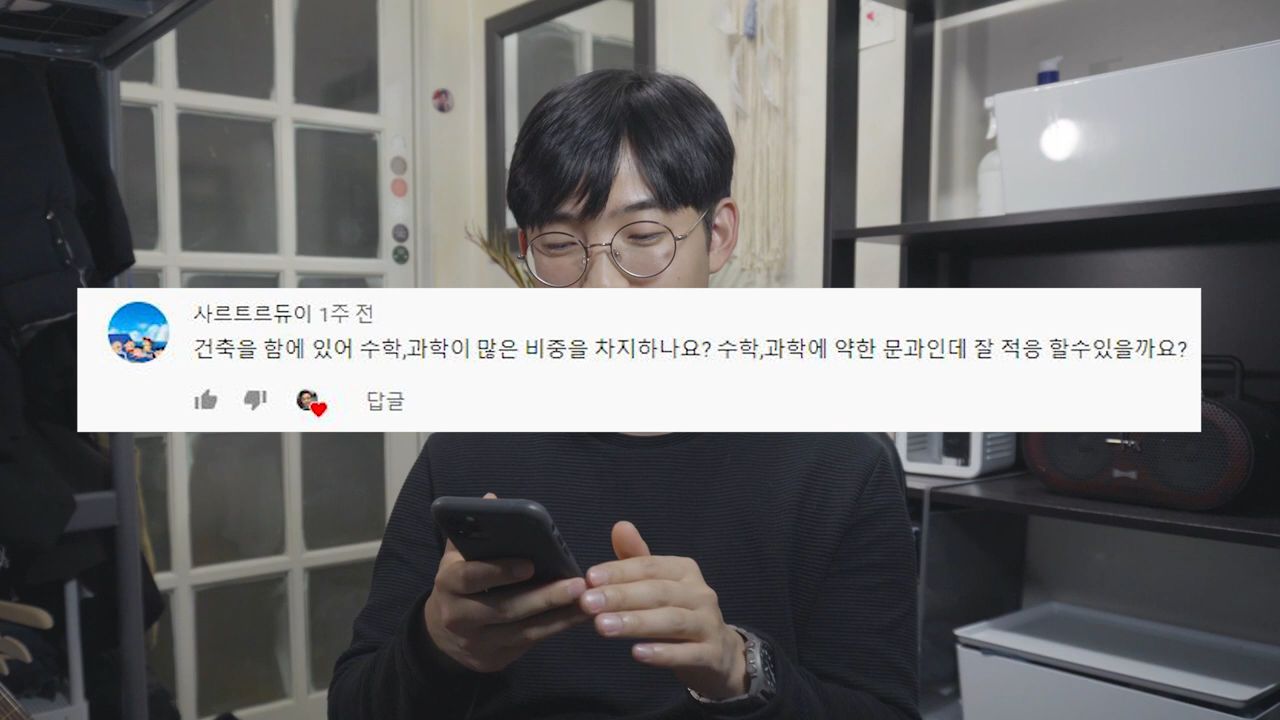 사르트르듀이 1주 전
건축을 함에 있어 수학,과학이 많은 비중을 차지하나요? 수학,과학에 약한 문과인데 잘 적응 할수있을까요?
답글